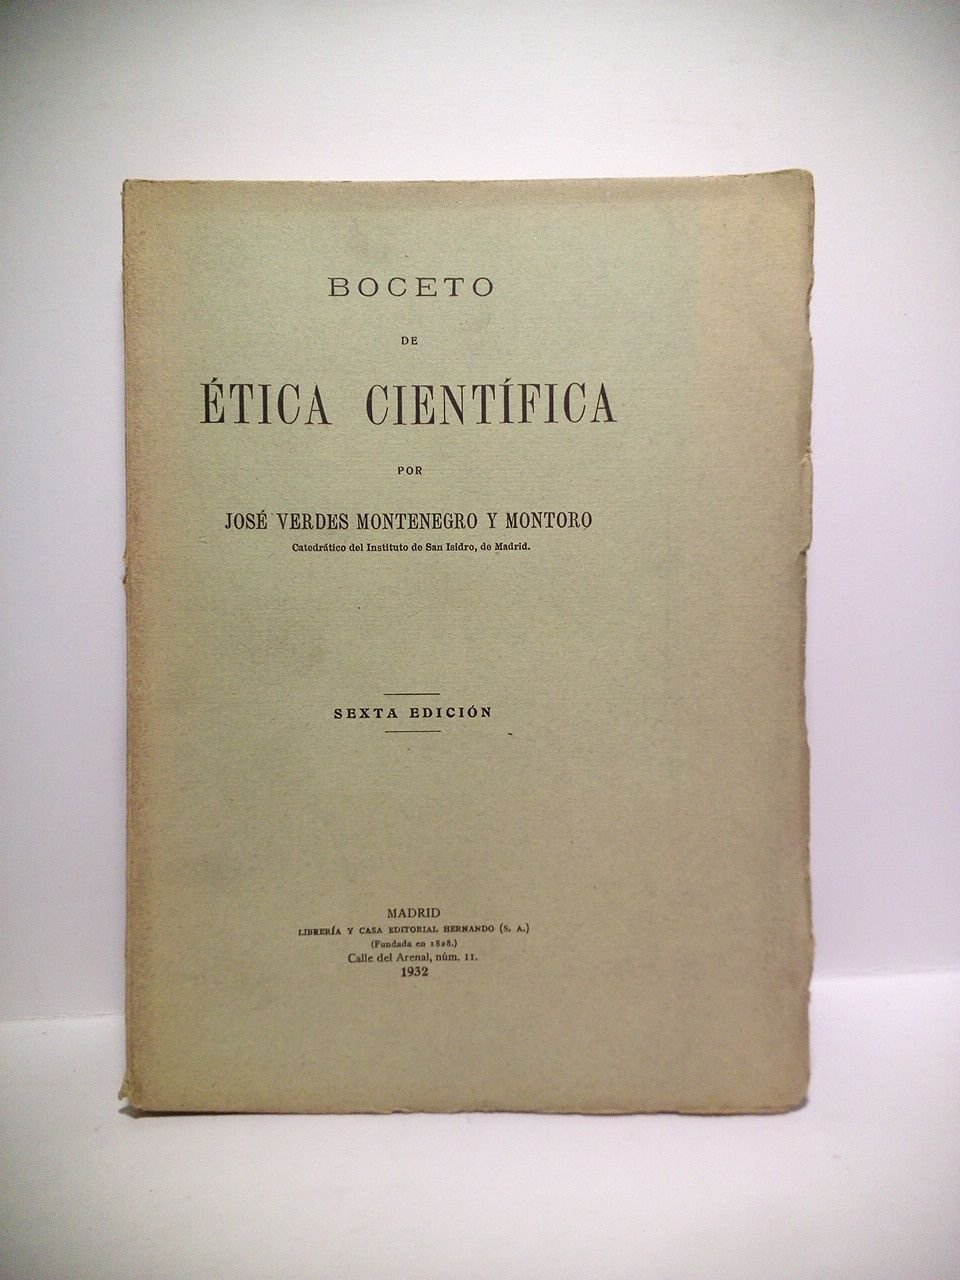 BOCETO
DE
ÉTICA CIENTÍFICA
POR
JOSÉ VERDES MONTENEGRO Y MONTORO
Catedrático del Instituto de San Isidro, de Madrid.
SEXTA EDICIÓN
MADRID
LIBRERÍA Y CASA EDITORIAL HERNANDO (S. A.)
(Fundada en 1828.)
Calle del Arenal, núm. 11.
1932